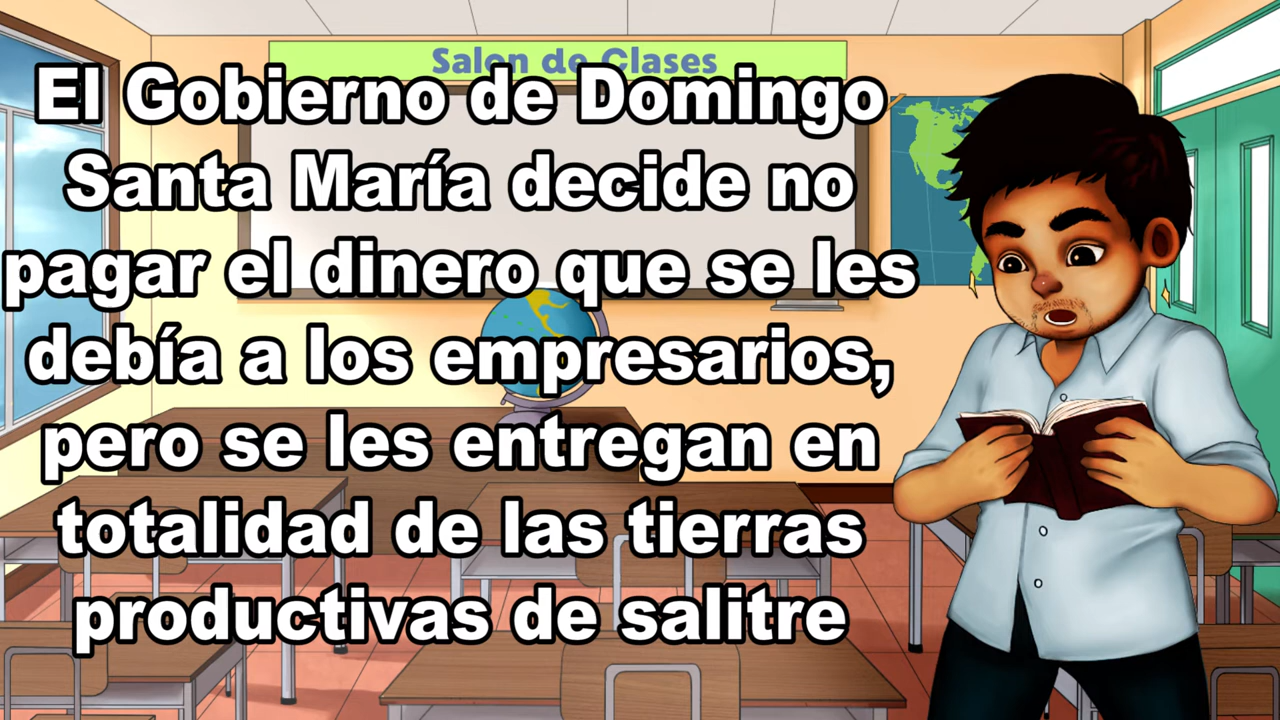 Salon de Clases
El Gobierno de Domingo
Santa María decide no
pagar el dinero que se les
debía a los empresarios,
pero se les entregan en
totalidad de las tierras
productivas de salitre